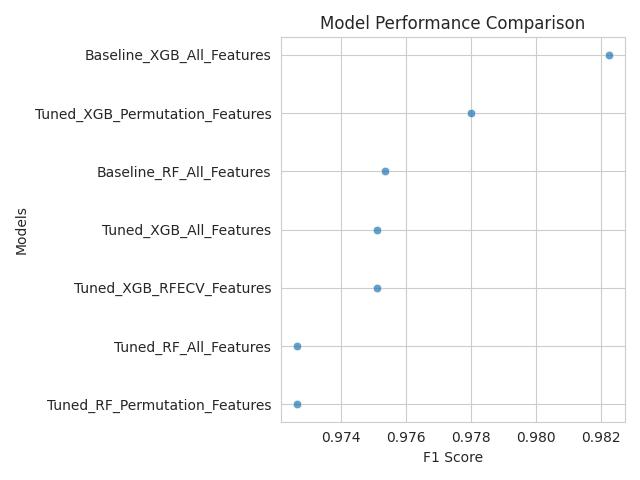 Model Performance Comparison
Baseline_XGB_All_Features
Tuned_XGB_Permutation_Features
Baseline_RF_All_Features
Tuned_XGB_All_Features
Tuned_XGB_RFECV_Features
Tuned_RF_All_Features
Tuned_RF_Permutation_Features
Models
0.974 0.976 0.978 0.980 0.982
F1 Score